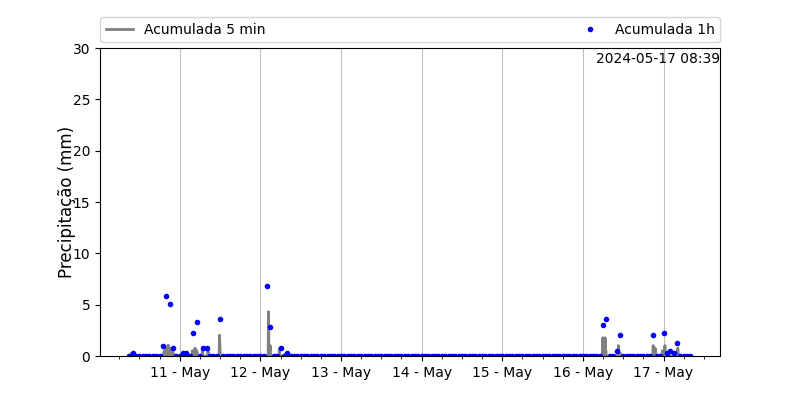 Acumulada 5 min
Acumulada 1h
2024-05-17 08:39
Precipitação (mm)
30
25
20
15
10
5
0
11 - May
12 - May
13 - May
14 - May
15 - May
16 - May
17 - May